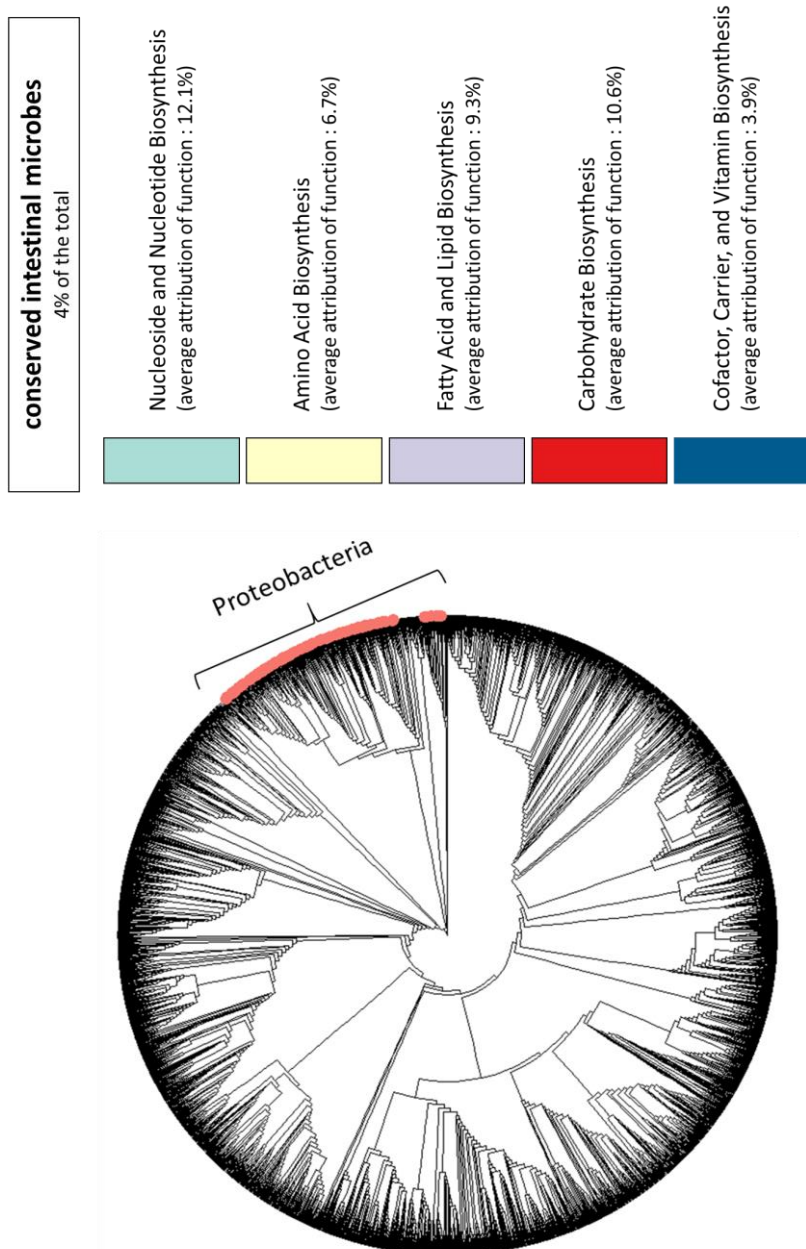 conserved intestinal microbes
4% of the total
Nucleoside and Nucleotide Biosynthesis
(average attribution of function : 12.1%)
Amino Acid Biosynthesis
(average attribution of function : 6.7%)
Fatty Acid and Lipid Biosynthesis
(average attribution of function : 9.3%)
Carbohydrate Biosynthesis
(average attribution of function : 10.6%)
Cofactor, Carrier, and Vitamin Biosynthesis
(average attribution of function : 3.9%)
Proteobacteria